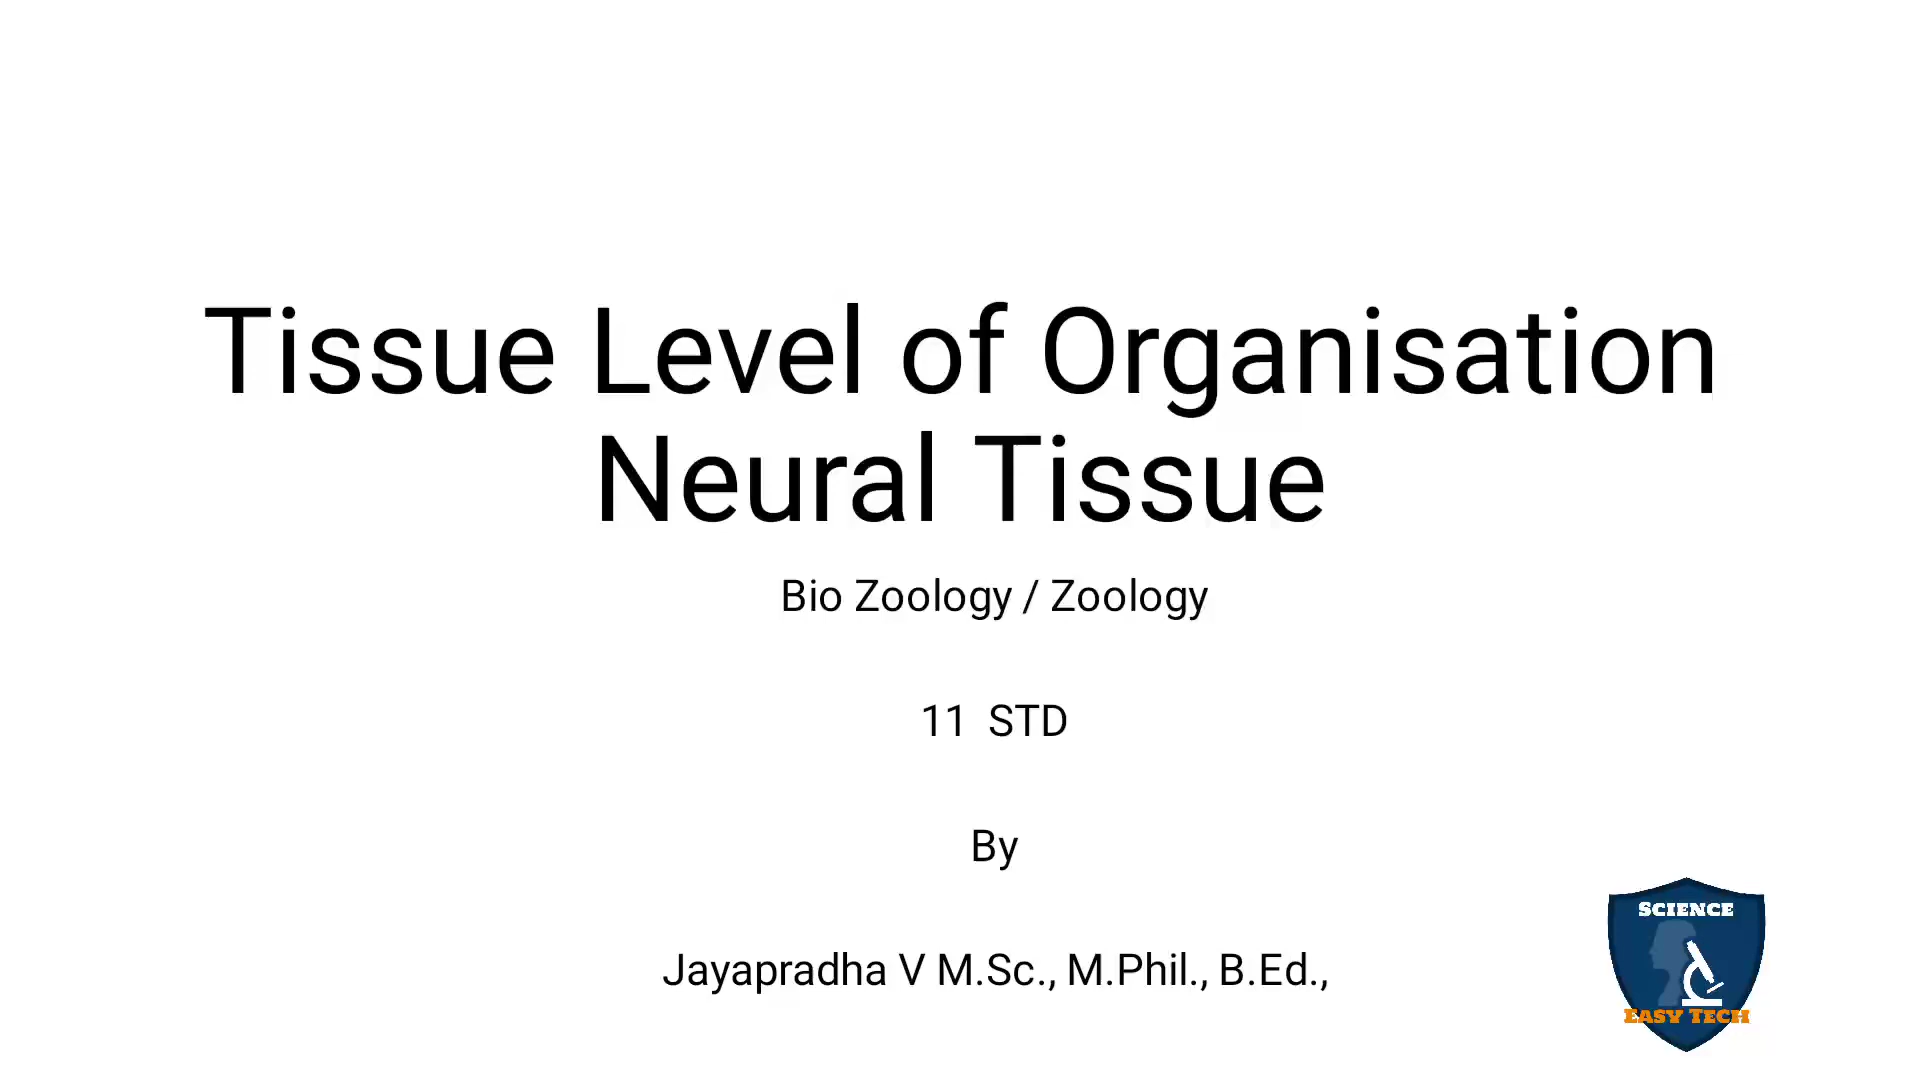 Tissue Level of Organisation
Neural Tissue
Bio Zoology / Zoology
11 STD
By
Jayapradha V M.Sc., M.Phil., B.Ed.,
SCIENCE
EASY TECH